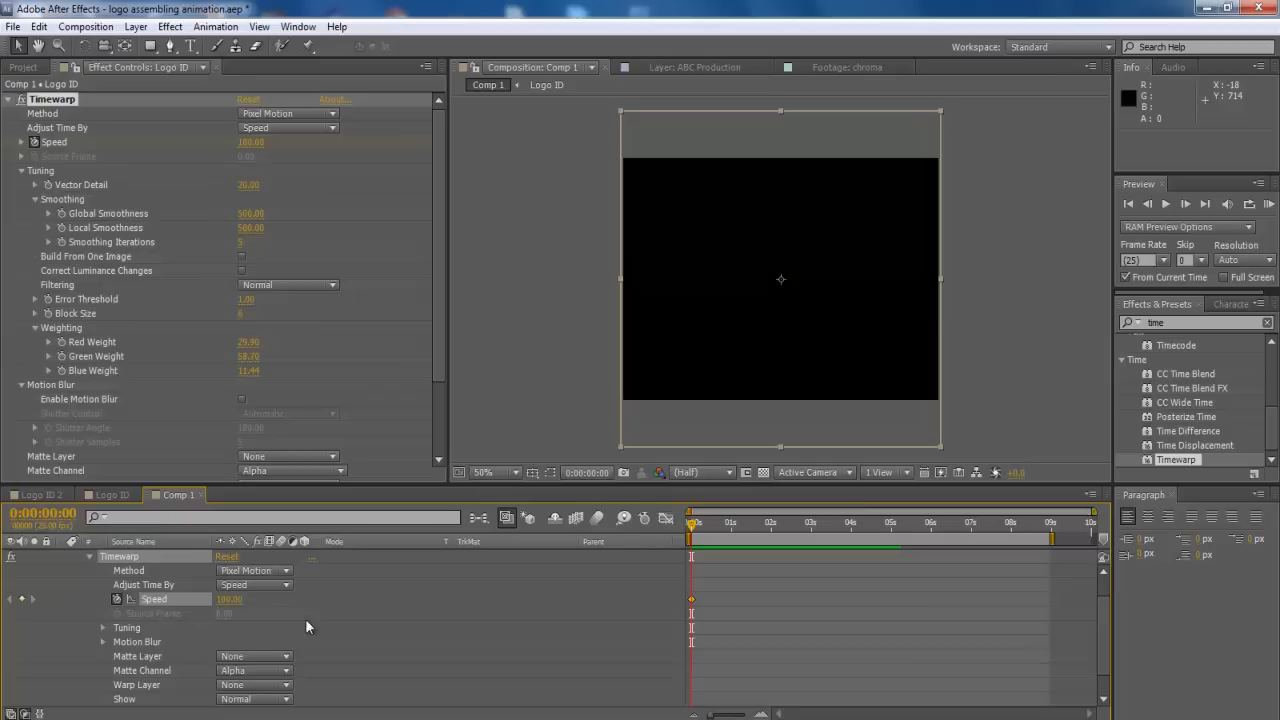 Adobe After Effects - logo assembling animation.aep *
File Edit Composition Layer Effect Animation View Window Help
Workspace: Standard Search Help
Project Effect Controls: Logo ID Composition: Comp 1 Layer: ABC Production Footage: chroma Info Audio
Comp 1 • Logo ID Comp 1 Logo ID
Timewarp Reset About...
Method Pixel Motion
Adjust Time By Speed
Speed 100.00
Source Frame 0.00
Tuning
Vector Detail 20.00
Smoothing
Global Smoothness 500.00
Local Smoothness 500.00
Smoothing Iterations 5
Build From One Image
Correct Luminance Changes
Filtering Normal
Error Threshold 1.00
Block Size 6
Weighting
Red Weight 29.90
Green Weight 58.70
Blue Weight 11.44
Motion Blur
Enable Motion Blur
Shutter Control Automatic
Shutter Angle 180.00
Shutter Samples 5
Matte Layer None
Matte Channel Alpha
50% 0:00:00:00 (Half) Active Camera 1 View +0.0
R : X : -18
G : Y : 714
B :
A : 0
Preview
RAM Preview Options
Frame Rate Skip Resolution
(25) 0 Auto
From Current Time Full Screen
Effects & Presets Characte
time
Timecode
Time
CC Time Blend
CC Time Blend FX
CC Wide Time
Posterize Time
Time Difference
Time Displacement
Timewarp
Logo ID 2 Logo ID Comp 1
0:00:00:00
00000 (25.00 fps)
01s 02s 03s 04s 05s 06s 07s 08s 09s 10s
# Source Name Mode T TrkMat Parent
Timewarp Reset ...
Method Pixel Motion
Adjust Time By Speed
Speed 100.00
Source Frame 0.00
Tuning
Motion Blur
Matte Layer None
Matte Channel Alpha
Warp Layer None
Show Normal
Paragraph
0 px 0 px
0 px
0 px 0 px